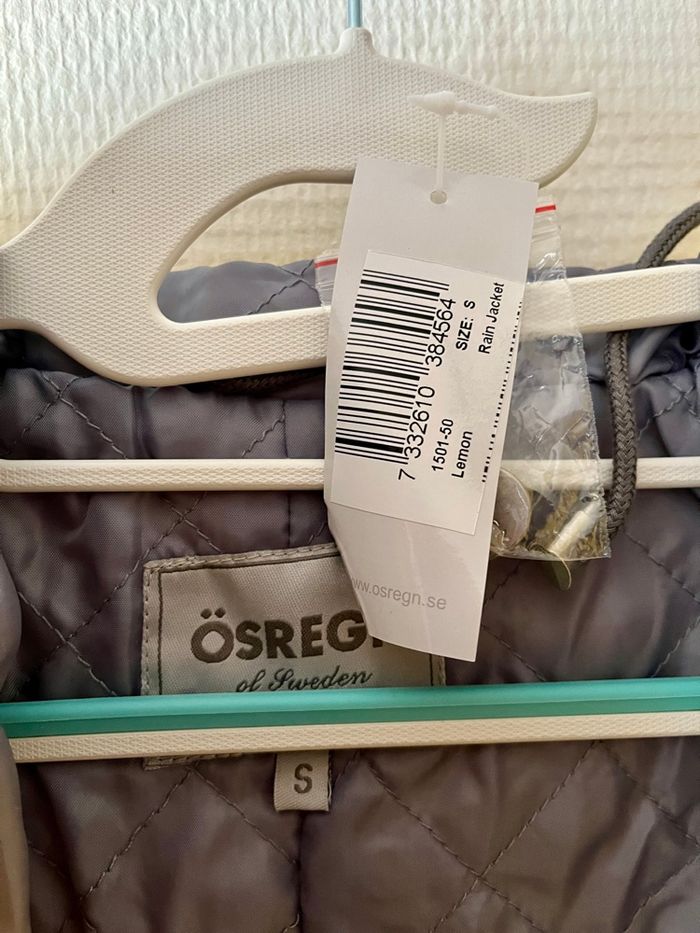 7 332610 384564
SIZE: S
1501-50
Rain Jacket
Lemon
www.osregn.se
ÖSREG
of Sweden
S